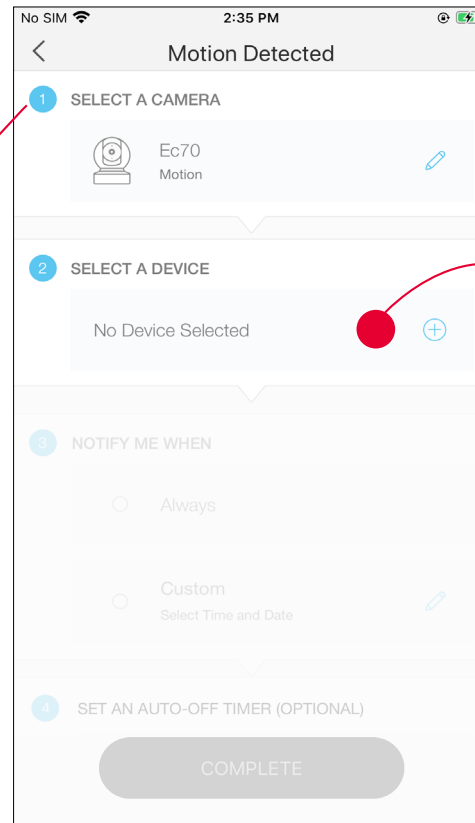 No SIM 2:35 PM
Motion Detected
1 SELECT A CAMERA
Ec70
Motion
2 SELECT A DEVICE
No Device Selected
3 NOTIFY ME WHEN
Always
Custom
Select Time and Date
4 SET AN AUTO-OFF TIMER (OPTIONAL)
COMPLETE